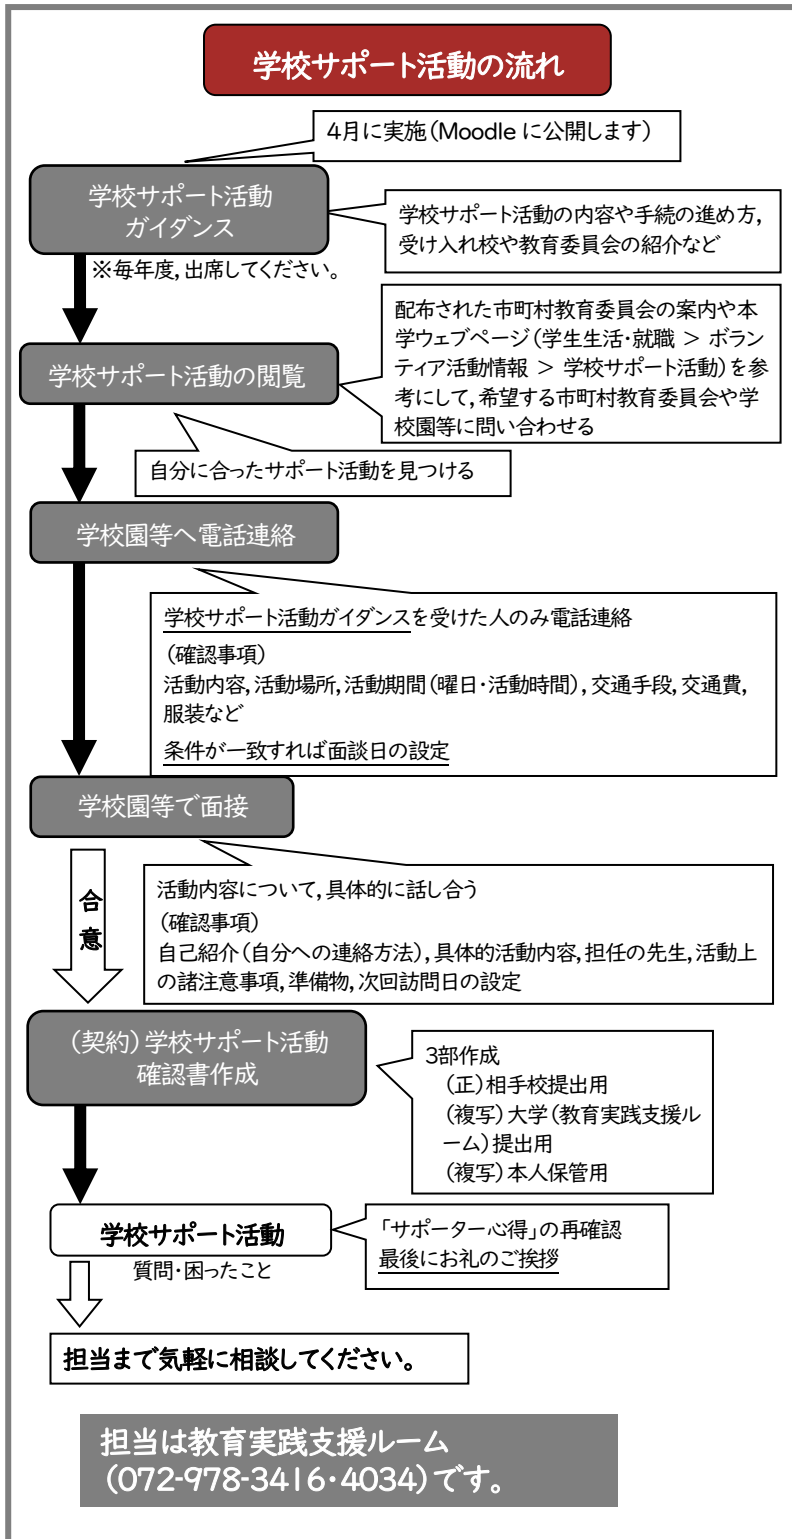 学校サポート活動の流れ
4月に実施(Moodle に公開します)
学校サポート活動
ガイダンス
学校サポート活動の内容や手続の進め方,
受け入れ校や教育委員会の紹介など
※毎年度,出席してください。
配布された市町村教育委員会の案内や本
学ウェブページ(学生生活・就職 > ボラン
ティア活動情報 > 学校サポート活動)を参
考にして,希望する市町村教育委員会や学
校園等に問い合わせる
学校サポート活動の閲覧
自分に合ったサポート活動を見つける
学校園等へ電話連絡
学校サポート活動ガイダンスを受けた人のみ電話連絡
(確認事項)
活動内容,活動場所,活動期間(曜日・活動時間),交通手段,交通費,
服装など
条件が一致すれば面談日の設定
学校園等で面接
合
意
活動内容について,具体的に話し合う
(確認事項)
自己紹介(自分への連絡方法),具体的活動内容,担任の先生,活動上
の諸注意事項,準備物,次回訪問日の設定
(契約)学校サポート活動
確認書作成
3部作成
(正)相手校提出用
(複写)大学(教育実践支援ル
ーム)提出用
(複写)本人保管用
学校サポート活動
「サポーター心得」の再確認
最後にお礼のご挨拶
質問・困ったこと
担当まで気軽に相談してください。
担当は教育実践支援ルーム
(072-978-3416・4034)です。